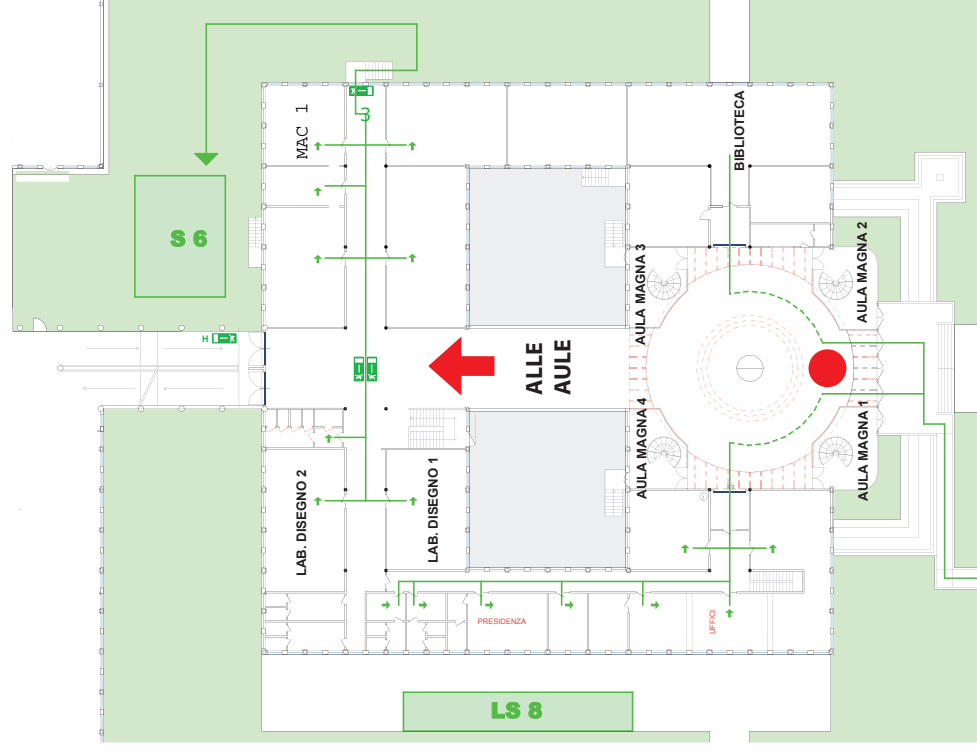 MAC 1
BIBLIOTECA
S 6
AULA MAGNA 3
AULA MAGNA 2
H
ALLE
AULE
AULA MAGNA 4
AULA MAGNA 1
LAB. DISEGNO 2
LAB. DISEGNO 1
PRESIDENZA
UFFICI
LS 8